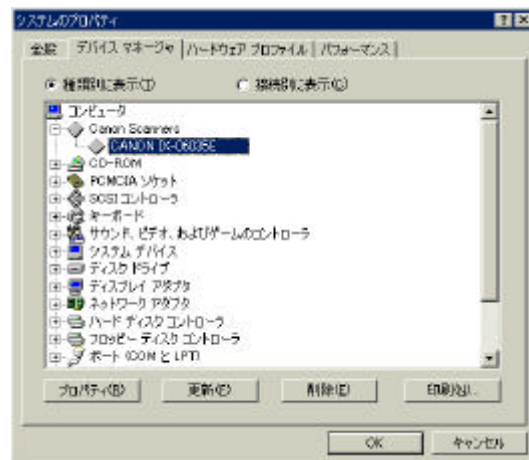 システムのプロパティ
全般 デバイス マネージャ ハードウェア プロファイル パフォーマンス
種類別に表示(T) 接続別に表示(C)
コンピュータ
Canon Scanners
CANON IX-06035E
CD-ROM
PCMCIA ソケット
SCSI コントローラ
キーボード
サウンド、ビデオ、およびゲームのコントローラ
システム デバイス
ディスク ドライブ
ディスプレイ アダプタ
ネットワーク アダプタ
ハード ディスク コントローラ
フロッピー ディスク コントローラ
ポート (COM と LPT)
プロパティ(R) 更新(F) 削除(E) 印刷(N)...
OK キャンセル